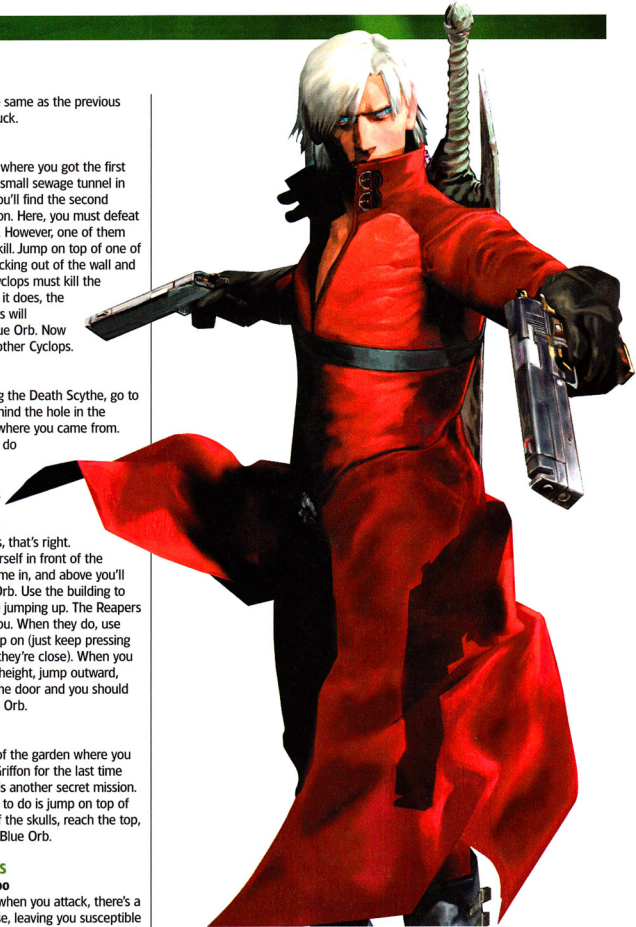 same as the previous
uck.
where you got the first
small sewage tunnel in
ou'll find the second
on. Here, you must defeat
. However, one of them
kill. Jump on top of one of
cking out of the wall and
yclops must kill the
it does, the
s will
ue Orb. Now
other Cyclops.
g the Death Scythe, go to
hind the hole in the
where you came from.
do
s, that's right.
rself in front of the
me in, and above you'll
Orb. Use the building to
jumping up. The Reapers
ou. When they do, use
p on (just keep pressing
they're close). When you
height, jump outward,
he door and you should
Orb.
of the garden where you
Griffon for the last time
s another secret mission.
to do is jump on top of
f the skulls, reach the top,
Blue Orb.
S
oo
when you attack, there's a
se, leaving you susceptible